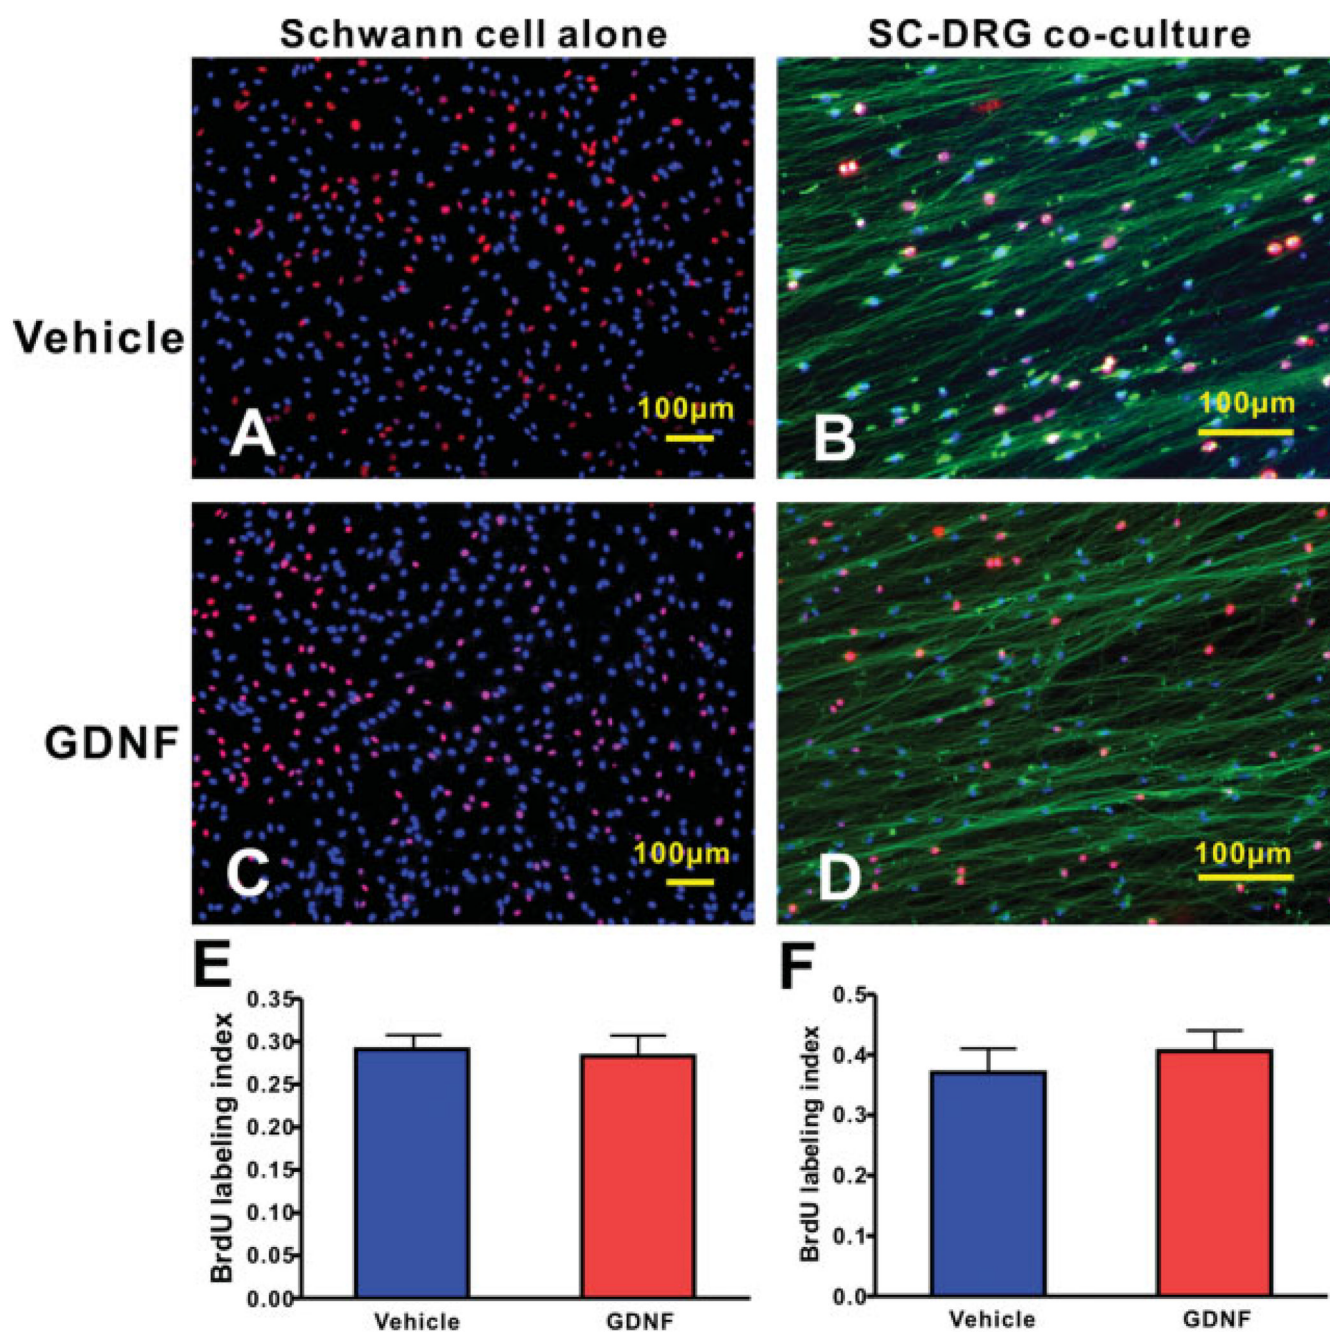 Schwann cell alone
SC-DRG co-culture
Vehicle
100µm
A
100µm
B
GDNF
100µm
C
100µm
D
E
BrdU labeling index
0.35
0.30
0.25
0.20
0.15
0.10
0.05
0.00
Vehicle
GDNF
F
BrdU labeling index
0.5
0.4
0.3
0.2
0.1
0.0
Vehicle
GDNF